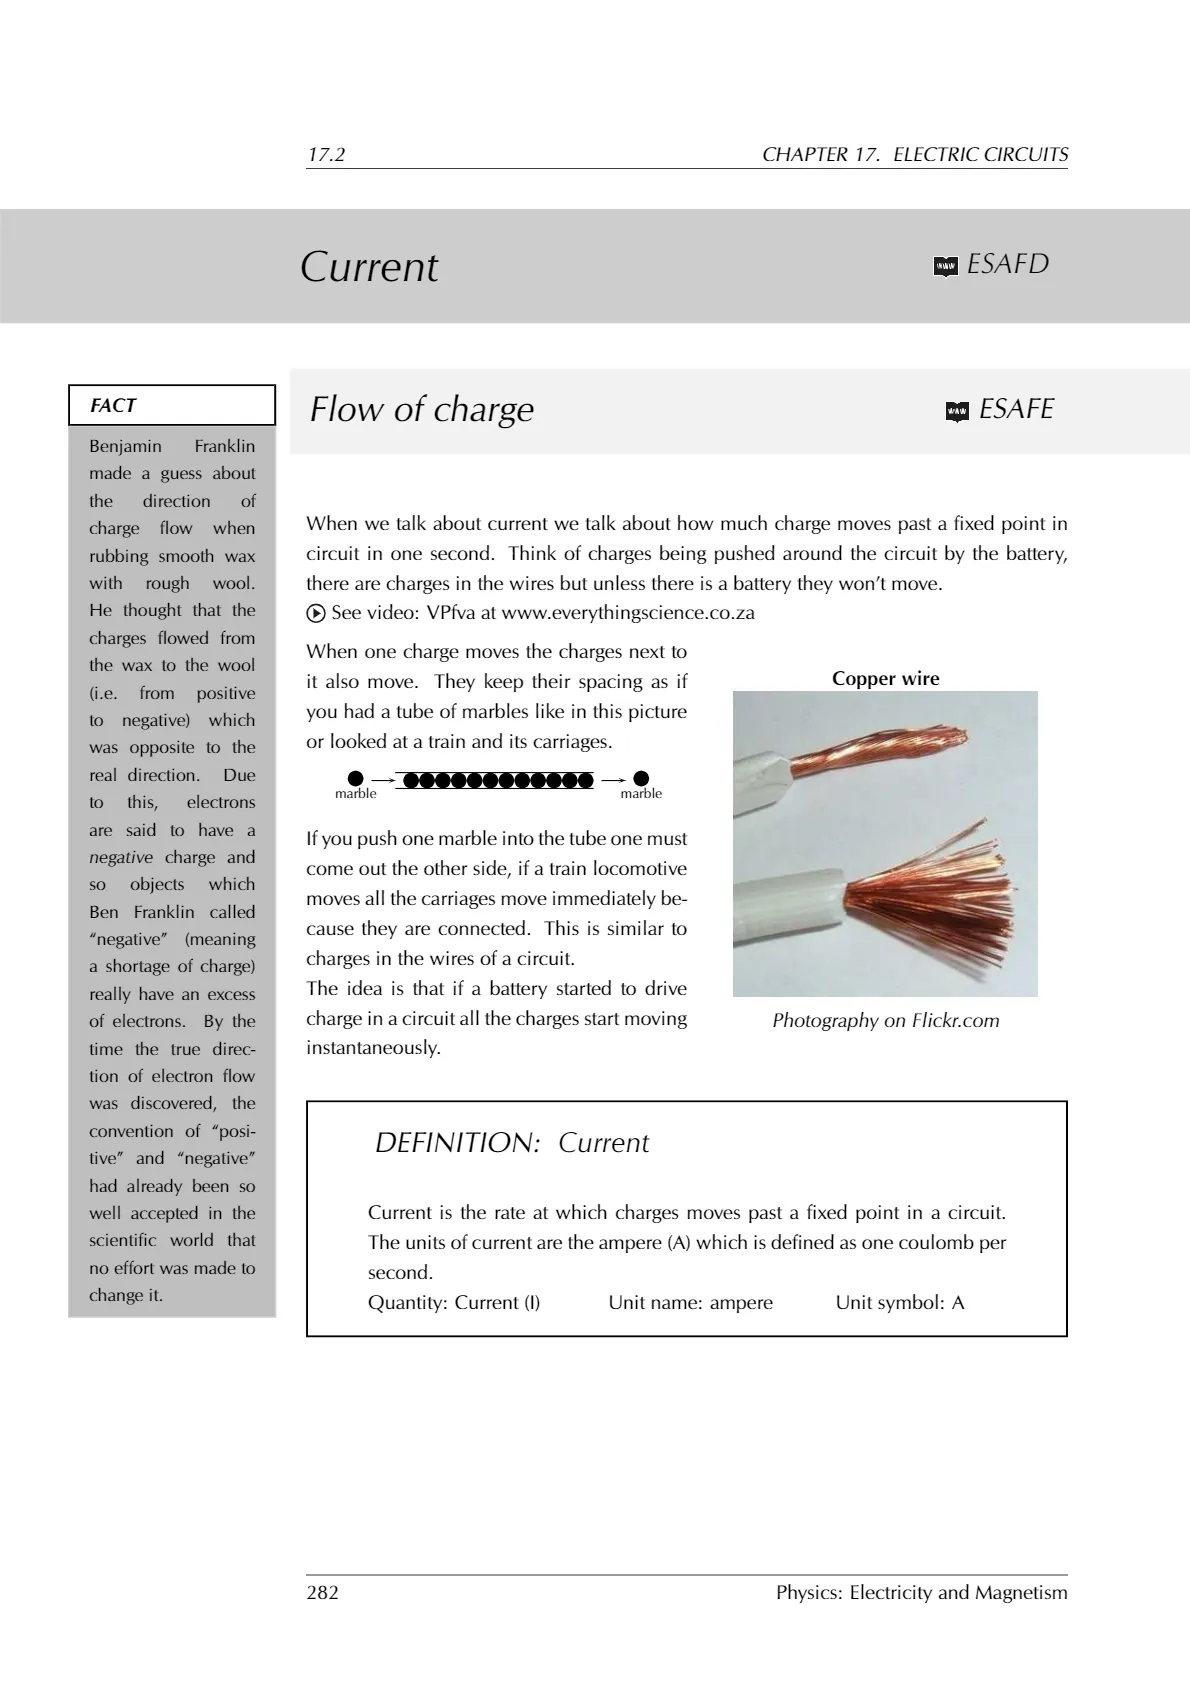 17.2 CHAPTER 17. ELECTRIC CIRCUITS
Current
www ESAFD
FACT
Benjamin Franklin
made a guess about
the direction of
charge flow when
rubbing smooth wax
with rough wool.
He thought that the
charges flowed from
the wax to the wool
(i.e. from positive
to negative) which
was opposite to the
real direction. Due
to this, electrons
are said to have a
negative charge and
so objects which
Ben Franklin called
“negative” (meaning
a shortage of charge)
really have an excess
of electrons. By the
time the true direc-
tion of electron flow
was discovered, the
convention of “posi-
tive” and “negative”
had already been so
well accepted in the
scientific world that
no effort was made to
change it.
Flow of charge
www ESAFE
When we talk about current we talk about how much charge moves past a fixed point in
circuit in one second. Think of charges being pushed around the circuit by the battery,
there are charges in the wires but unless there is a battery they won’t move.
See video: VPfva at www.everythingscience.co.za
When one charge moves the charges next to
it also move. They keep their spacing as if
you had a tube of marbles like in this picture
or looked at a train and its carriages.
marble marble
If you push one marble into the tube one must
come out the other side, if a train locomotive
moves all the carriages move immediately be-
cause they are connected. This is similar to
charges in the wires of a circuit.
The idea is that if a battery started to drive
charge in a circuit all the charges start moving
instantaneously.
Copper wire
Photography on Flickr.com
DEFINITION: Current
Current is the rate at which charges moves past a fixed point in a circuit.
The units of current are the ampere (A) which is defined as one coulomb per
second.
Quantity: Current (I) Unit name: ampere Unit symbol: A
282 Physics: Electricity and Magnetism